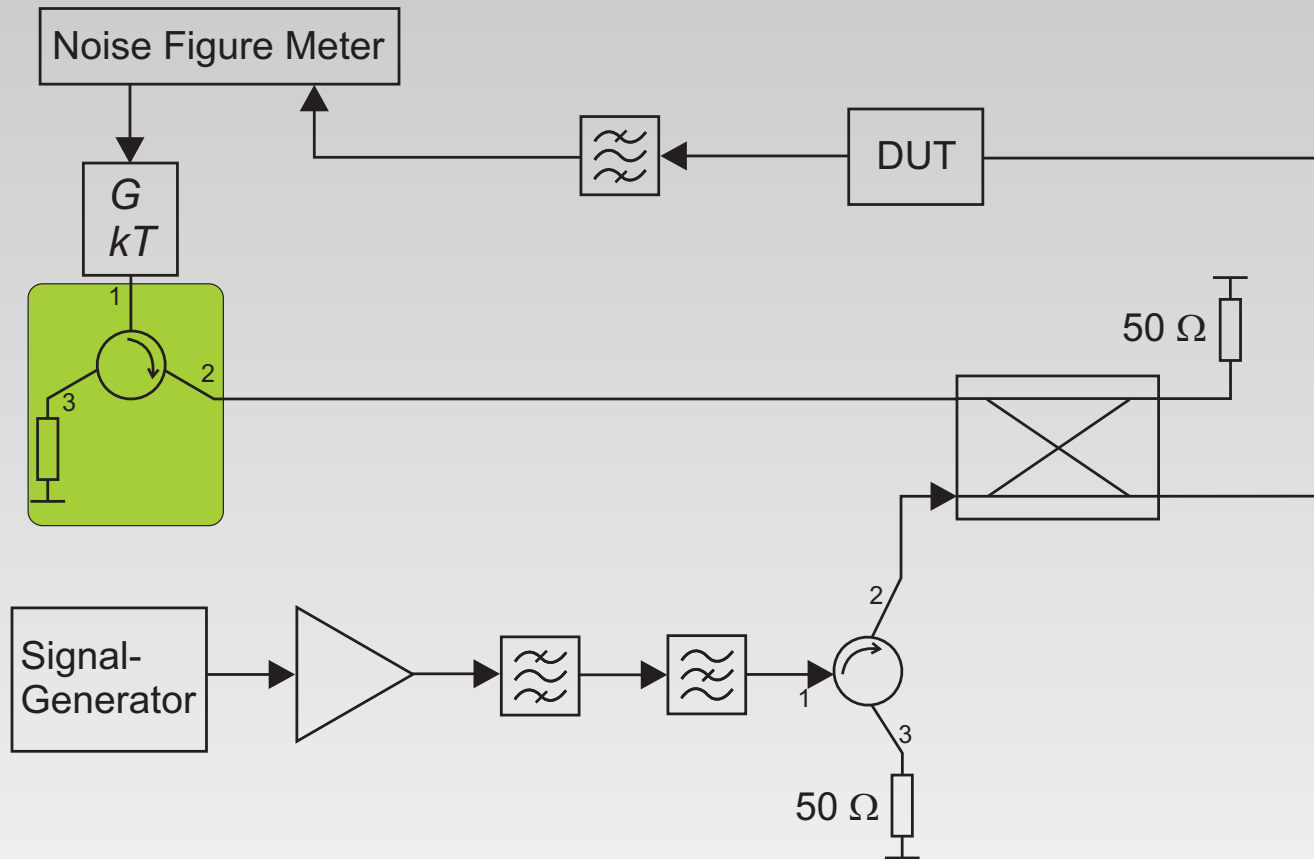 Noise Figure Meter
DUT
G
kT
1
2
3
50 Ω
Signal-
Generator
2
1
3
50 Ω